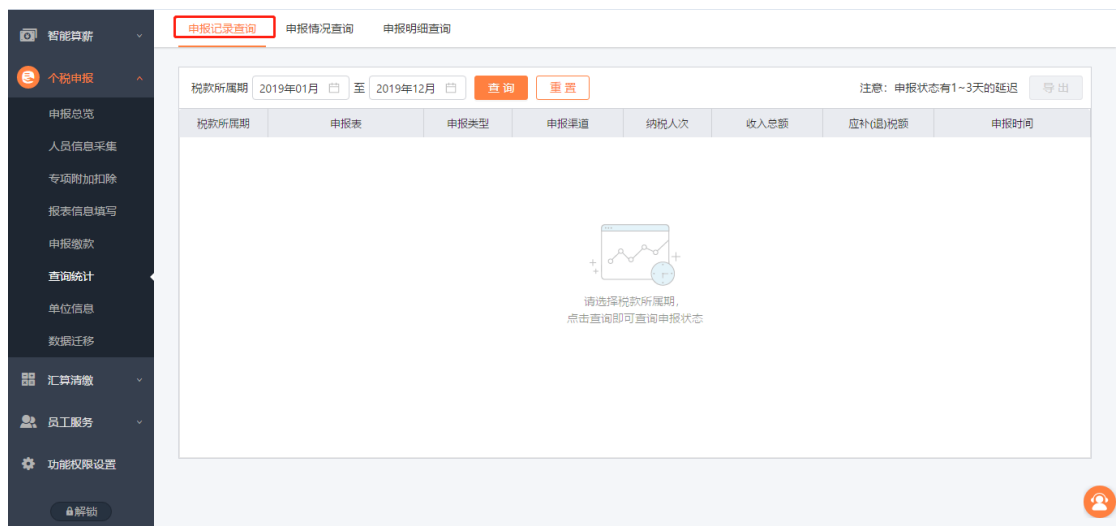 智能算薪
个税申报
申报总览
人员信息采集
专项附加扣除
报表信息填写
申报缴款
查询统计
单位信息
数据迁移
汇算清缴
员工服务
功能权限设置
解锁
申报记录查询 申报情况查询 申报明细查询
税款所属期 2019年01月 至 2019年12月 查询 重置 注意：申报状态有1~3天的延迟 导出
税款所属期 申报表 申报类型 申报渠道 纳税人次 收入总额 应补(退)税额 申报时间
请选择税款所属期，
点击查询即可查询申报状态